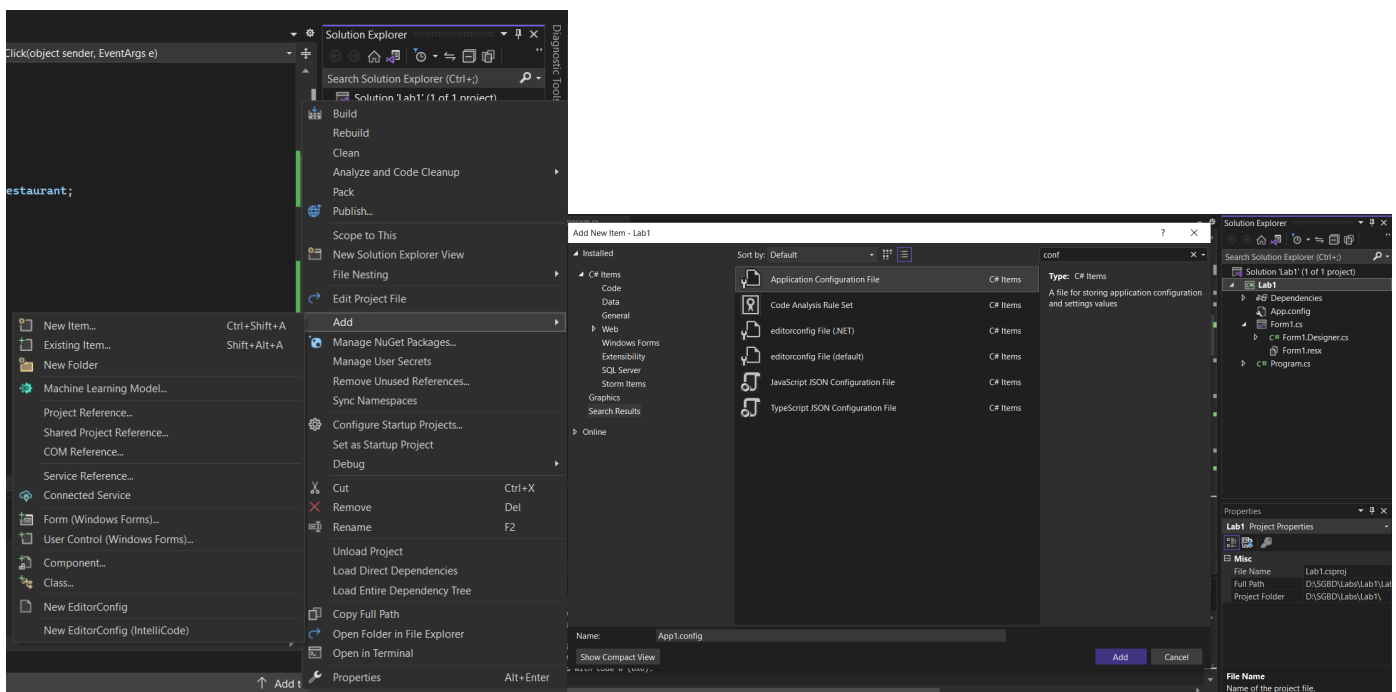 Click(object sender, EventArgs e)
estaurant;
Solution Explorer
Search Solution Explorer (Ctrl+;)
Solution 'Lab1' (1 of 1 project)
Diagnostic Tools
Build
Rebuild
Clean
Analyze and Code Cleanup
Pack
Publish...
Scope to This
New Solution Explorer View
File Nesting
Edit Project File
Add
Manage NuGet Packages...
Manage User Secrets
Remove Unused References...
Sync Namespaces
Configure Startup Projects...
Set as Startup Project
Debug
Cut Ctrl+X
Remove Del
Rename F2
Unload Project
Load Direct Dependencies
Load Entire Dependency Tree
Copy Full Path
Open Folder in File Explorer
Open in Terminal
Properties Alt+Enter
New Item... Ctrl+Shift+A
Existing Item... Shift+Alt+A
New Folder
Machine Learning Model...
Project Reference...
Shared Project Reference...
COM Reference...
Service Reference...
Connected Service
Form (Windows Forms)...
User Control (Windows Forms)...
Component...
Class...
New EditorConfig
New EditorConfig (IntelliCode)
Add t
Add New Item - Lab1
Installed
C# Items
Code
Data
General
Web
Windows Forms
Extensibility
SQL Server
Storm Items
Graphics
Search Results
Online
Sort by: Default
conf
Application Configuration File C# Items
Code Analysis Rule Set C# Items
editorconfig File (.NET) C# Items
editorconfig File (default) C# Items
JavaScript JSON Configuration File C# Items
TypeScript JSON Configuration File C# Items
Type: C# Items
A file for storing application configuration
and settings values
Name: App1.config
Show Compact View
Add Cancel
Solution Explorer
Search Solution Explorer (Ctrl+;)
Solution 'Lab1' (1 of 1 project)
Lab1
Dependencies
App.config
Form1.cs
C# Form1.Designer.cs
Form1.resx
C# Program.cs
Properties
Lab1 Project Properties
Misc
File Name Lab1.csproj
Full Path D:\SGBD\Labs\Lab1\Lab
Project Folder D:\SGBD\Labs\Lab1\
File Name
Name of the project file.